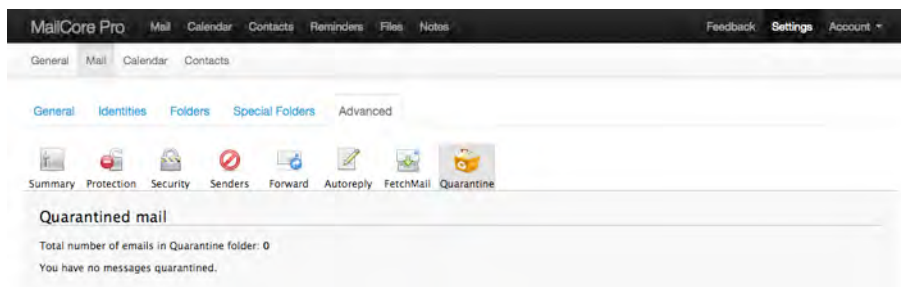 MailCore Pro Mail Calendar Contacts Reminders Files Notes Feedback Settings Account
General Mail Calendar Contacts
General Identities Folders Special Folders Advanced
Summary Protection Security Senders Forward Autoreply FetchMail Quarantine
Quarantined mail
Total number of emails in Quarantine folder: 0
You have no messages quarantined.